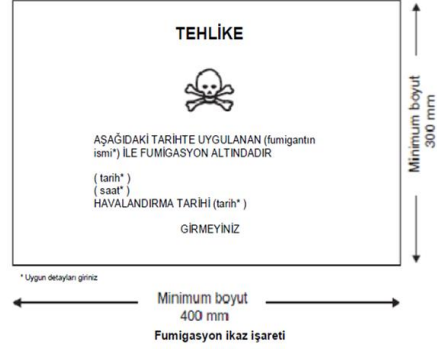 TEHLİKE
AŞAĞIDAKİ TARİHTE UYGULANAN (fumigantın
ismi*) İLE FUMİGASYON ALTINDADIR
( tarih* )
( saat* )
HAVALANDIRMA TARİHİ (tarih* )
GİRMEYİNİZ
Minimum boyut
300 mm
* Uygun detayları giriniz
Minimum boyut
400 mm
Fumigasyon ikaz işareti